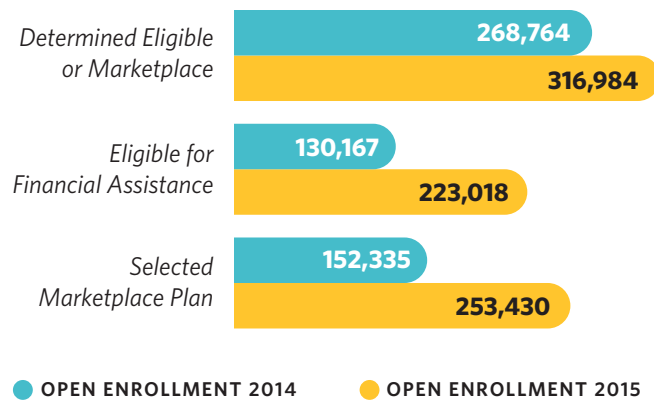 Determined Eligible
or Marketplace
268,764
316,984
Eligible for
Financial Assistance
130,167
223,018
Selected
Marketplace Plan
152,335
253,430
OPEN ENROLLMENT 2014
OPEN ENROLLMENT 2015